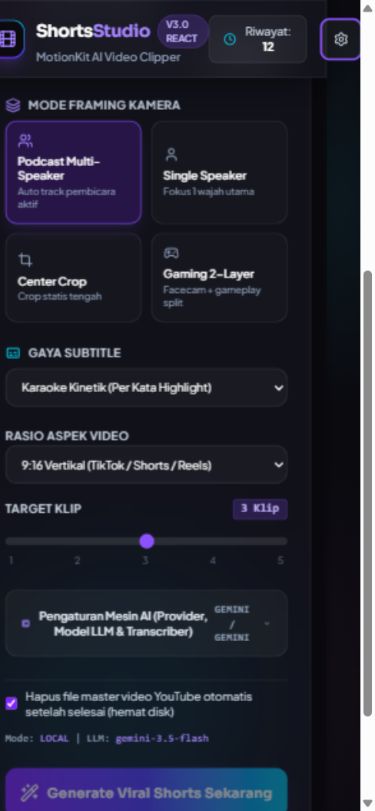 ShortsStudio
V3.0
REACT
MotionKit AI Video Clipper
Riwayat:
12
MODE FRAMING KAMERA
Podcast Multi-
Speaker
Auto track pembicara
aktif
Single Speaker
Fokus 1 wajah utama
Center Crop
Crop statis tengah
Gaming 2-Layer
Facecam + gameplay
split
GAYA SUBTITLE
Karaoke Kinetik (Per Kata Highlight)
RASIO ASPEK VIDEO
9:16 Vertikal (TikTok / Shorts / Reels)
TARGET KLIP
3 Klip
1 2 3 4 5
Pengaturan Mesin AI (Provider,
Model LLM & Transcriber)
GEMINI
/
GEMINI
Hapus file master video YouTube otomatis
setelah selesai (hemat disk)
Mode: LOCAL | LLM: gemini-3.5-flash
Generate Viral Shorts Sekarang